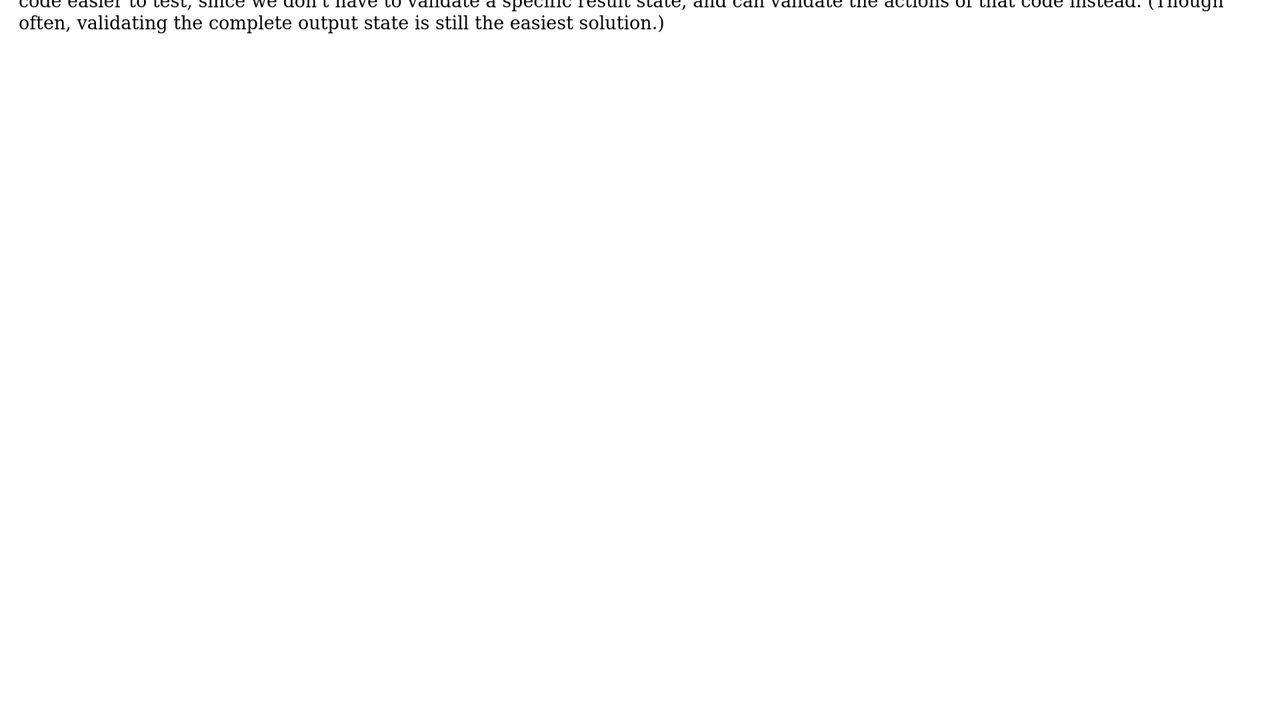 code easier to test, since we don't have to validate a specific result state, and can validate the actions of that code instead. (Though
often, validating the complete output state is still the easiest solution.)